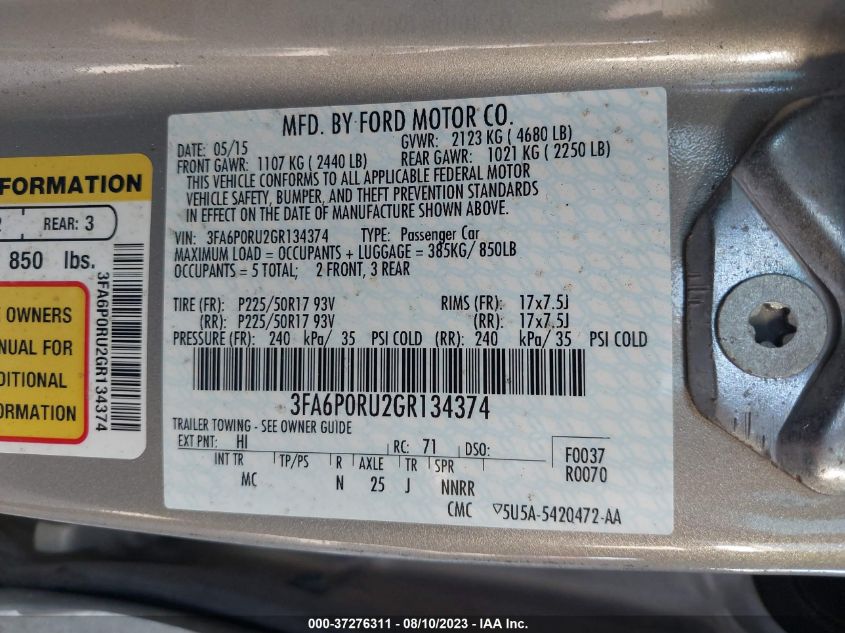 MFD. BY FORD MOTOR CO.
DATE: 05/15 GVWR: 2123 KG ( 4680 LB)
FRONT GAWR: 1107 KG ( 2440 LB) REAR GAWR: 1021 KG ( 2250 LB)
THIS VEHICLE CONFORMS TO ALL APPLICABLE FEDERAL MOTOR
VEHICLE SAFETY, BUMPER, AND THEFT PREVENTION STANDARDS
IN EFFECT ON THE DATE OF MANUFACTURE SHOWN ABOVE.
VIN: 3FA6P0RU2GR134374 TYPE: Passenger Car
MAXIMUM LOAD = OCCUPANTS + LUGGAGE = 385KG/ 850LB
OCCUPANTS = 5 TOTAL; 2 FRONT, 3 REAR
TIRE (FR): P225/50R17 93V RIMS (FR): 17x7.5J
(RR): P225/50R17 93V (RR): 17x7.5J
PRESSURE (FR): 240 kPa/ 35 PSI COLD (RR): 240 kPa/ 35 PSI COLD
3FA6P0RU2GR134374
TRAILER TOWING - SEE OWNER GUIDE
EXT PNT: HI RC: 71 DSO: F0037
R0070
INT TR TP/PS R AXLE TR SPR
MC N 25 J NNRR
CMC ▽5U5A-5420472-AA
FORMATION
2 REAR: 3
850 lbs.
E OWNERS
NUAL FOR
DITIONAL
ORMATION
3FA6P0RU2GR134374
000-37276311 - 08/10/2023 - IAA Inc.